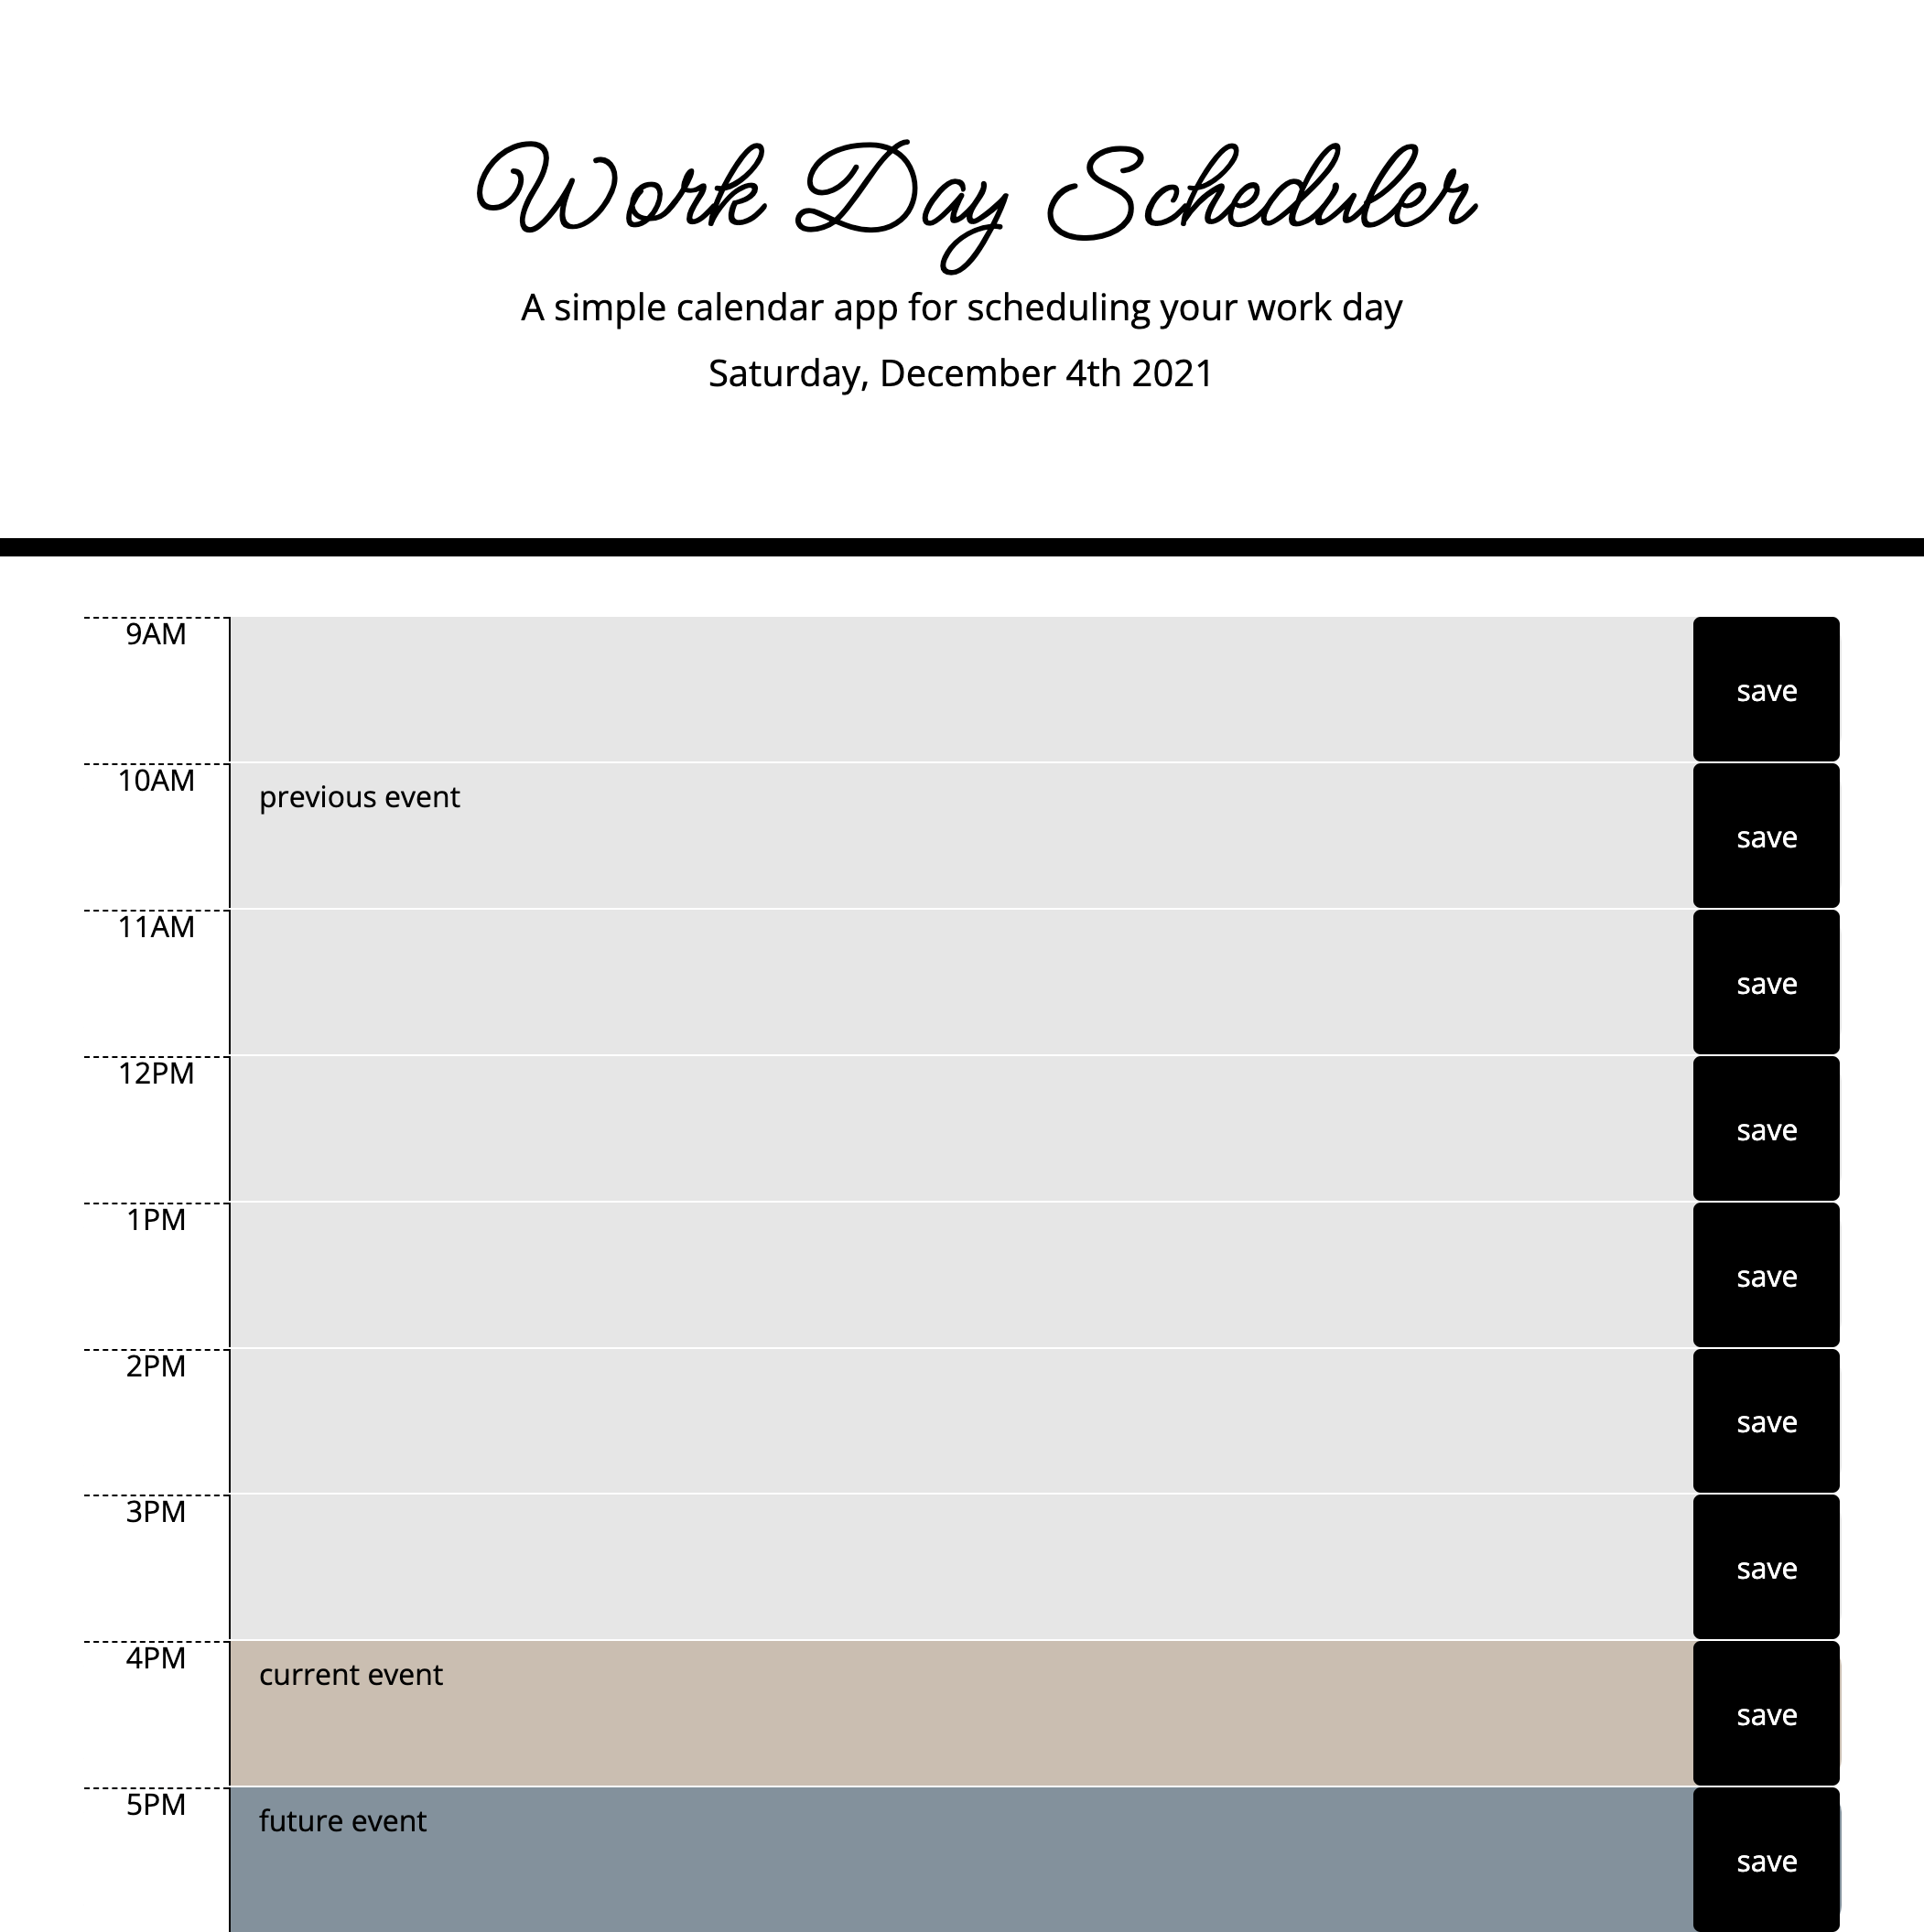 Work Day Scheduler
A simple calendar app for scheduling your work day
Saturday, December 4th 2021
9AM
save
10AM previous event
save
11AM
save
12PM
save
1PM
save
2PM
save
3PM
save
4PM current event
save
5PM future event
save